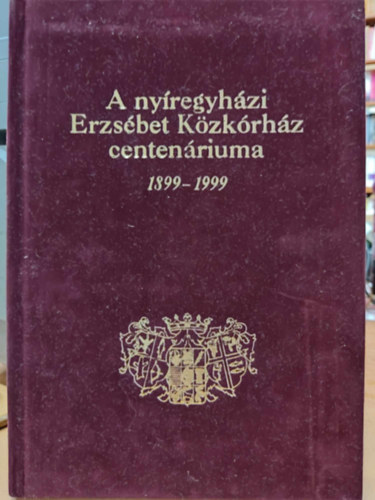 A nyíregyházi
Erzsébet Közkórház
centenáriuma
1899-1999